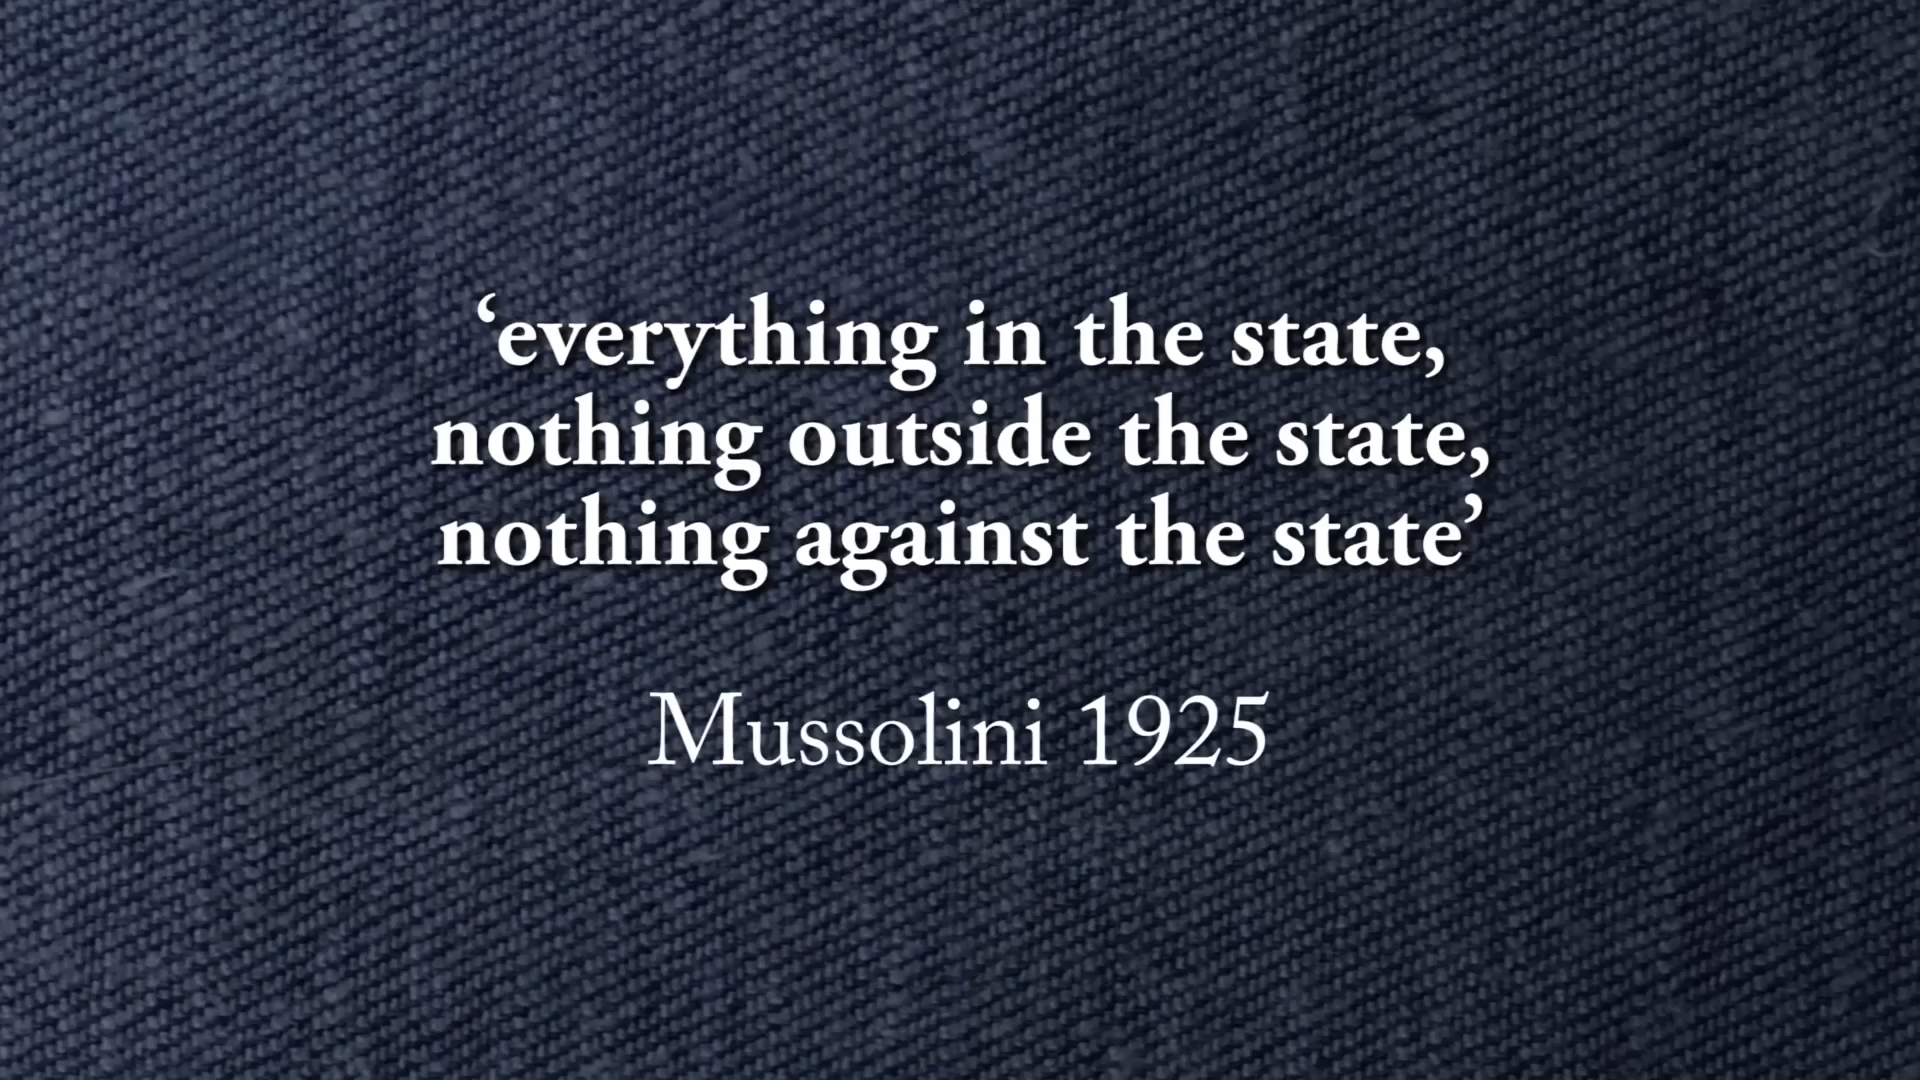 ‘everything in the state,
nothing outside the state,
nothing against the state’
Mussolini 1925